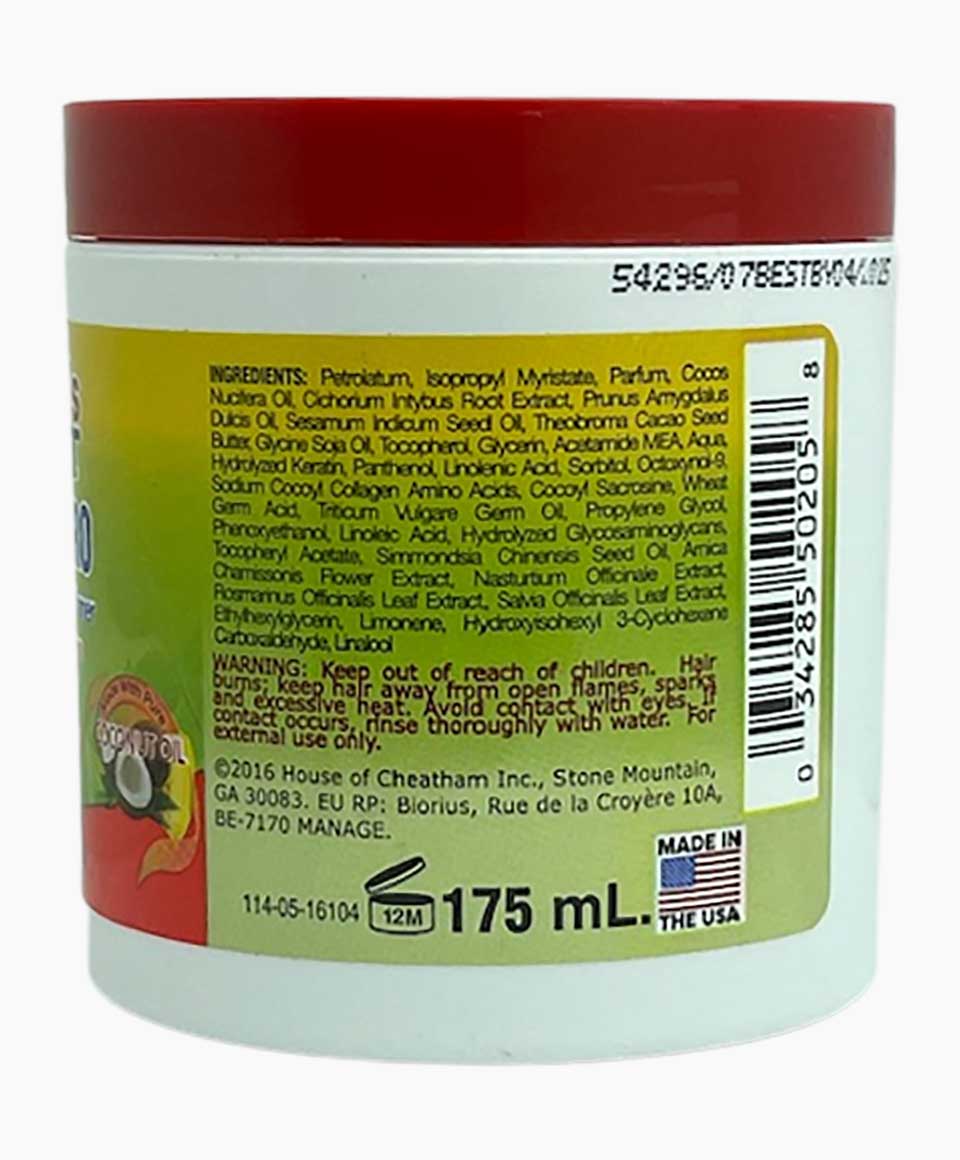 54296/07BESTBY04/2025
INGREDIENTS: Petrolatum, Isopropyl Myristate, Parfum, Cocos
Nucifera Oil, Cichorium Intybus Root Extract, Prunus Amygdalus
Dulcis Oil, Sesamum Indicum Seedl Oil, Theobroma Cacao Seed
Butter, Glycine Soja Oil, Tocopherol, Glycerin, Acetamide MEA, Aqua,
Hydrolyzed Keratin, Panthenol, Linolenic Acid, Sorbitol, Octoxynol-9,
Sodium Cocoyl Collagen Amino Acids, Cocoyl Sacrosine, Wheat
Germ Acid, Triticum Vulgare Germ Oil, Propylene Glycol,
Phenoxyethanol, Linoleic Acid, Hydrolyzed Glycosaminoglycans,
Tocopheryl Acetate, Simmondsia Chinensis Seed Oil, Arnica
Chamissonis Flower Extract, Nasturtium Officinale Extract,
Rosmarinus Officinalis Leaf Extract, Salvia Officinalis Leaf Extract,
Ethylhexylglycerin, Limonene, Hydroxyisohexyl 3-Cyclohexene
Carboxaldehyde, Linalool
WARNING: Keep out of reach of children. Hair
burns; keep hair away from open flames, sparks
and excessive heat. Avoid contact with eyes. If
contact occurs, rinse thoroughly with water. For
external use only.
©2016 House of Cheatham Inc., Stone Mountain,
GA 30083. EU RP: Biorius, Rue de la Croyère 10A,
BE-7170 MANAGE.
114-05-16104 12M 175 mL.
MADE IN
THE USA
0 34285 50205 8
Made With Pure
COCONUT OIL